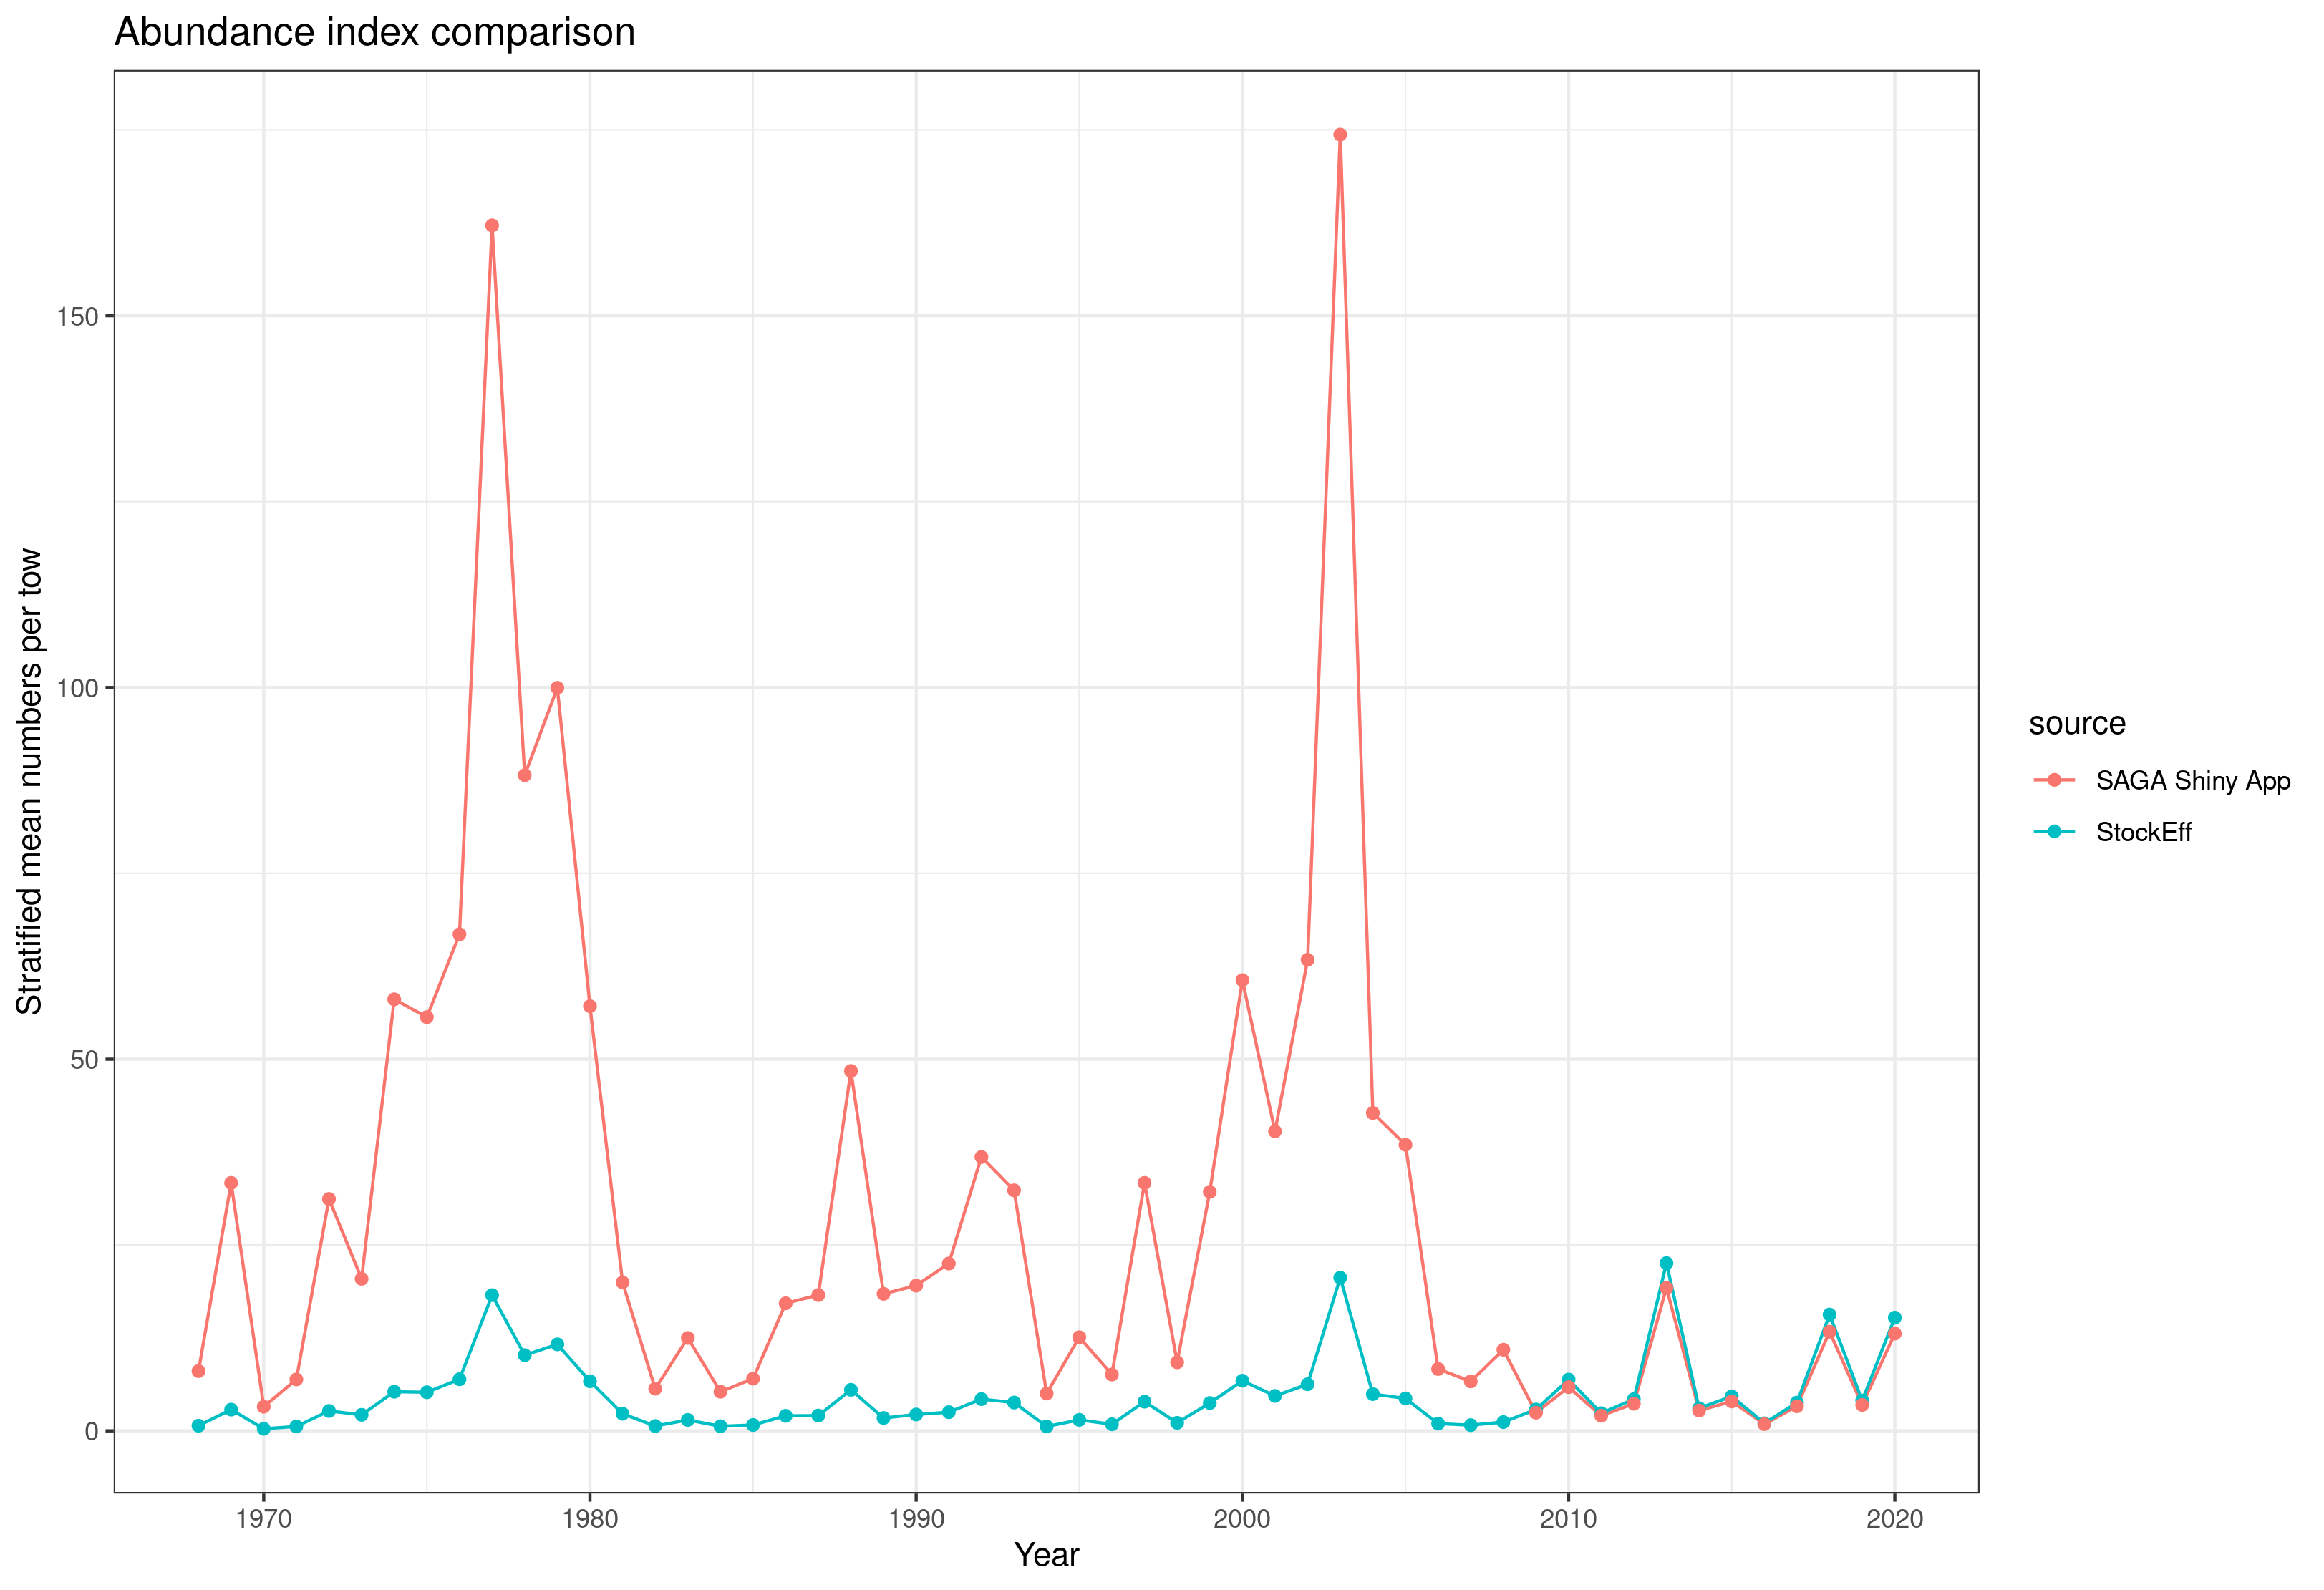 Abundance index comparison
Stratified mean numbers per tow
150
100
50
0
1970
1980
1990
2000
2010
2020
Year
source
SAGA Shiny App
StockEff